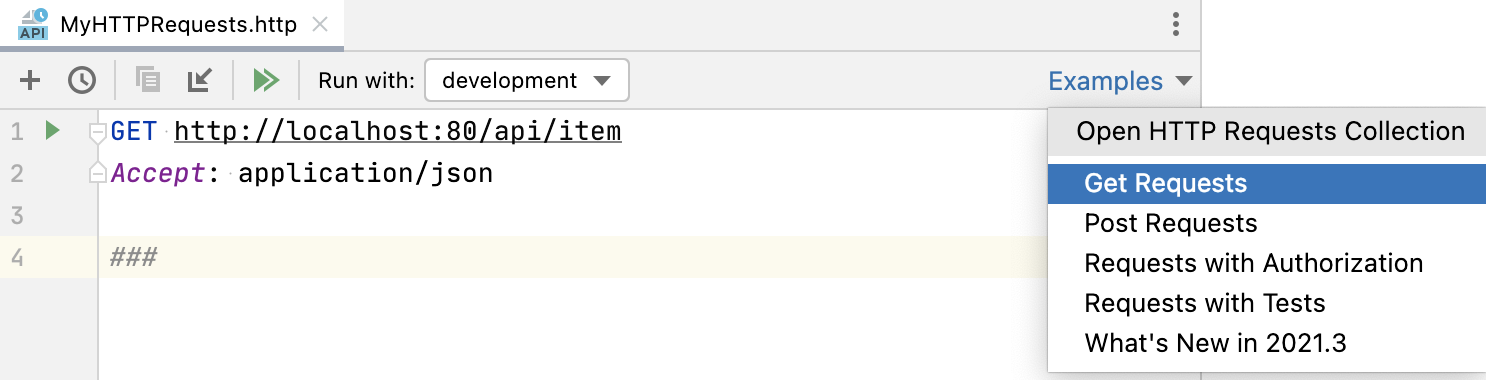 API MyHTTPRequests.http
Run with: development Examples
1 GET http://localhost:80/api/item
2 Accept: application/json
3
4 ###
Open HTTP Requests Collection
Get Requests
Post Requests
Requests with Authorization
Requests with Tests
What's New in 2021.3